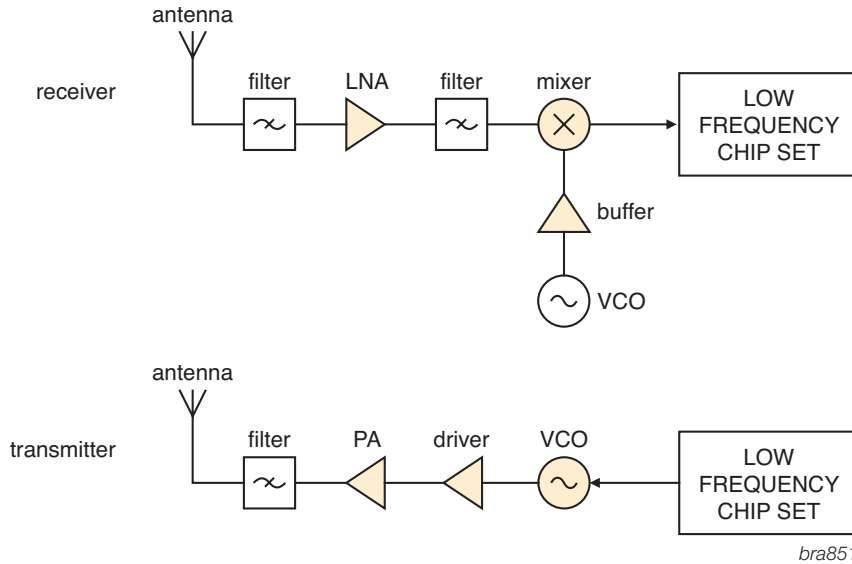 antenna
receiver
filter
LNA
filter
mixer
LOW
FREQUENCY
CHIP SET
buffer
VCO
antenna
transmitter
filter
PA
driver
VCO
LOW
FREQUENCY
CHIP SET
bra851